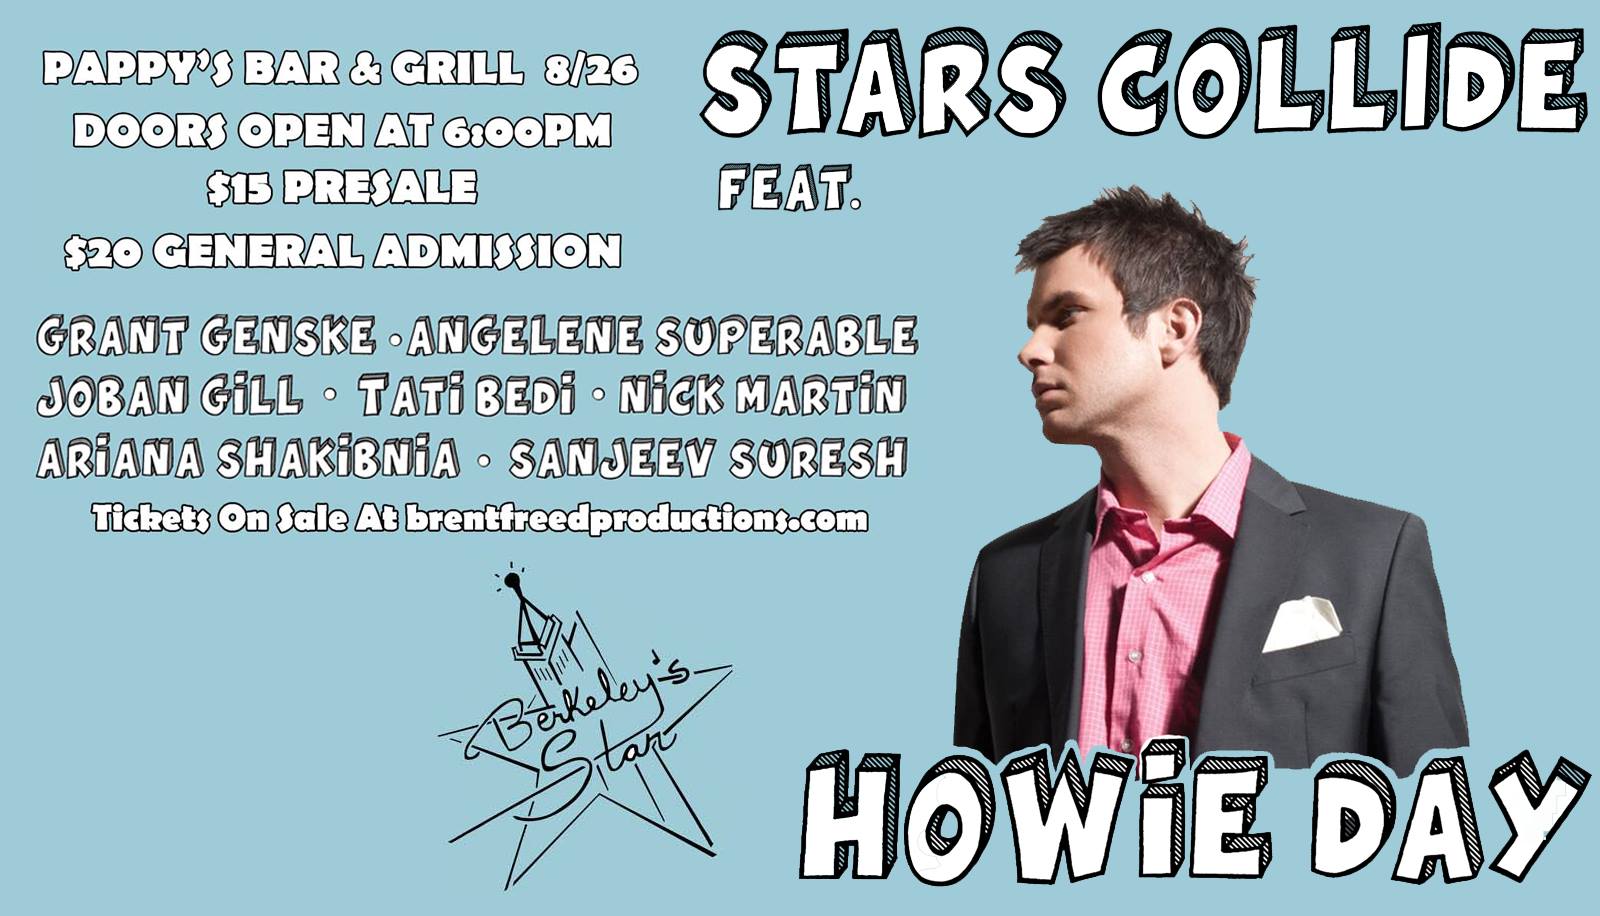 PAPPY'S BAR & GRILL 8/26
DOORS OPEN AT 6:00PM
$15 PRESALE
$20 GENERAL ADMISSION
STARS COLLIDE
FEAT.
GRANT GENSKE • ANGELENE SUPERABLE
JOBAN GiLL • TATi BEDi • NiCK MARTiN
ARiANA SHAKiBNiA • SANJEEV SURESH
Tickets On Sale At brentfreedproductions.com
Berkeley's
Star
HOWiE DAY